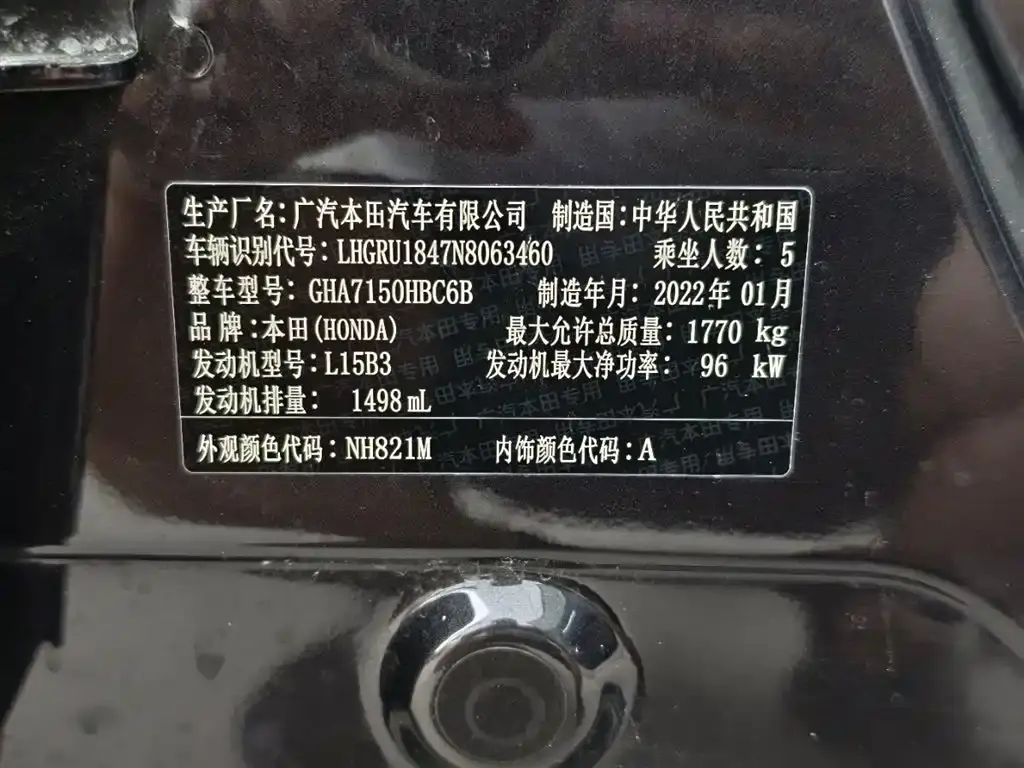 生产厂名:广汽本田汽车有限公司 制造国:中华人民共和国
车辆识别代号:LHGRU1847N8063460 乘坐人数:5
整车型号:GHA7150HBC6B 制造年月:2022年01月
品牌:本田(HONDA) 最大允许总质量:1770 kg
发动机型号:L15B3 发动机最大净功率:96 kW
发动机排量:1498mL
外观颜色代码:NH821M 内饰颜色代码:A